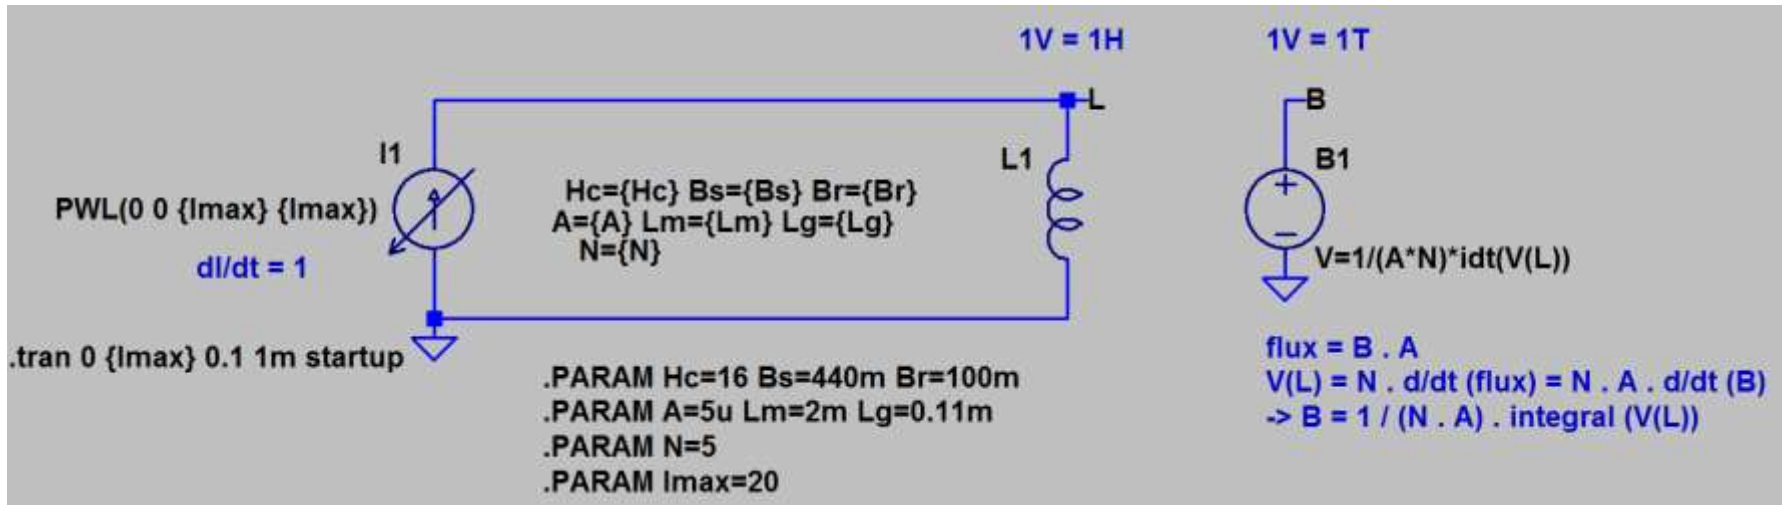 1V = 1H
1V = 1T
L
B
I1
L1
B1
PWL(0 0 {Imax} {Imax})
Hc={Hc} Bs={Bs} Br={Br}
A={A} Lm={Lm} Lg={Lg}
N={N}
+
−
V=1/(A*N)*idt(V(L))
dI/dt = 1
.tran 0 {Imax} 0.1 1m startup
.PARAM Hc=16 Bs=440m Br=100m
.PARAM A=5u Lm=2m Lg=0.11m
.PARAM N=5
.PARAM Imax=20
flux = B . A
V(L) = N . d/dt (flux) = N . A . d/dt (B)
-> B = 1 / (N . A) . integral (V(L))